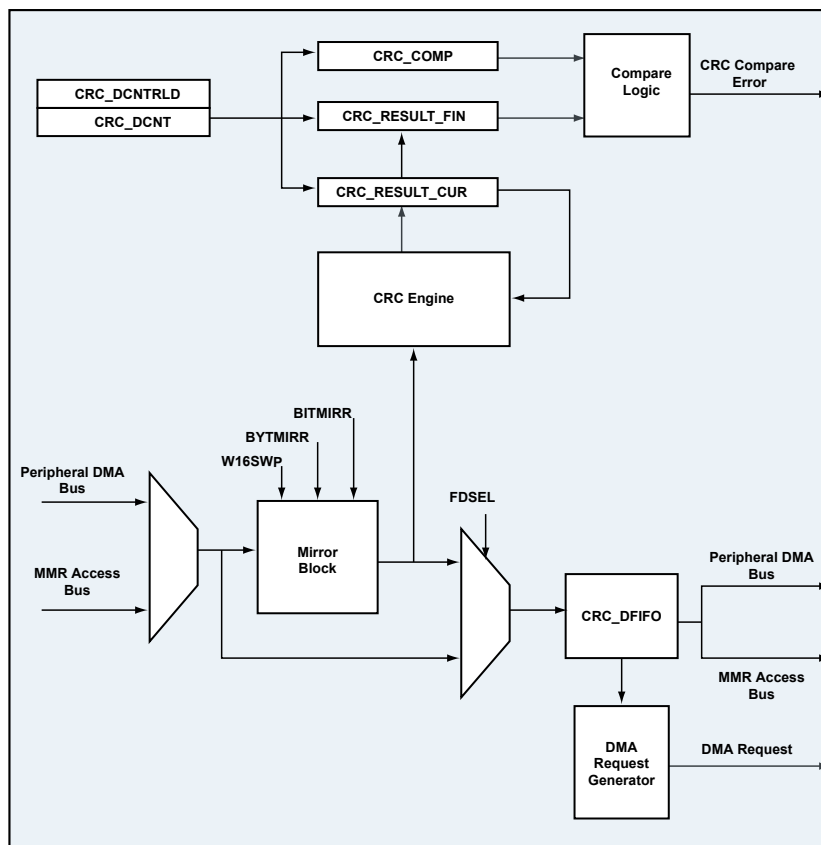 CRC_COMP
CRC_DCNTRLD
CRC_DCNT
CRC_RESULT_FIN
CRC_RESULT_CUR
Compare
Logic
CRC Compare
Error
CRC Engine
BITMIRR
BYTMIRR
W16SWP
Peripheral DMA
Bus
MMR Access
Bus
Mirror
Block
FDSEL
CRC_DFIFO
Peripheral DMA
Bus
MMR Access
Bus
DMA
Request
Generator
DMA Request